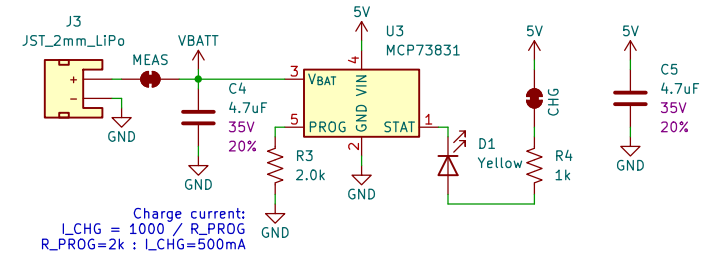 J3
JST_2mm_LiPo
+
−
GND
MEAS
VBATT
C4
4.7uF
35V
20%
GND
5V
U3
MCP73831
4
3
VBAT
VIN
5
PROG
GND
STAT
1
2
GND
R3
2.0k
GND
D1
Yellow
5V
CHG
R4
1k
5V
C5
4.7uF
35V
20%
GND
Charge current:
I_CHG = 1000 / R_PROG
R_PROG=2k : I_CHG=500mA